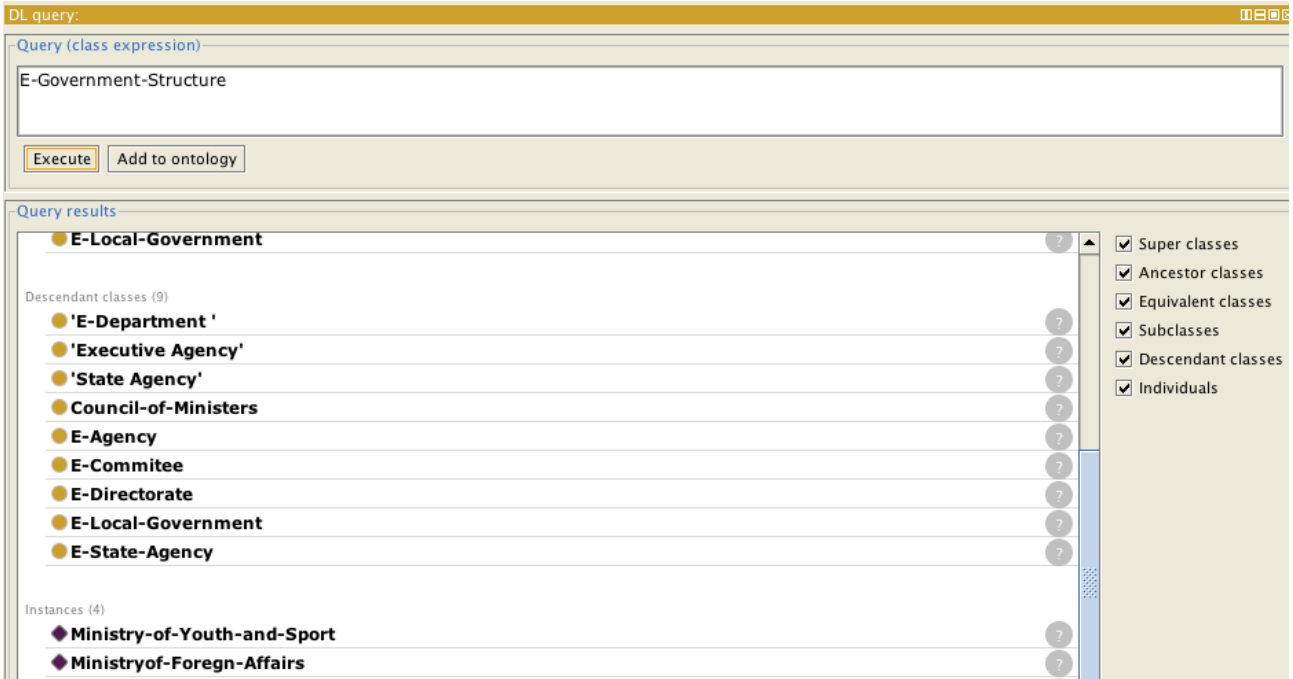 DL query:
Query (class expression)
E-Government-Structure
Execute Add to ontology
Query results
E-Local-Government ?
Super classes
Ancestor classes
Equivalent classes
Subclasses
Descendant classes
Individuals
Descendant classes (9)
'E-Department ' ?
'Executive Agency' ?
'State Agency' ?
Council-of-Ministers ?
E-Agency ?
E-Commitee ?
E-Directorate ?
E-Local-Government ?
E-State-Agency ?
Instances (4)
Ministry-of-Youth-and-Sport ?
Ministryof-Foregn-Affairs ?